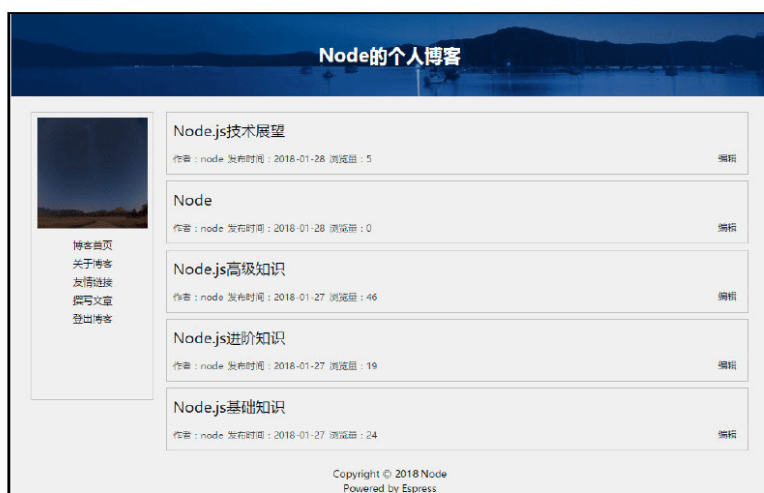 Node的个人博客
博客首页
关于博客
友情链接
撰写文章
登出博客
Node.js技术展望
作者：node 发布时间：2018-01-28 浏览量：5
编辑
Node
作者：node 发布时间：2018-01-28 浏览量：0
编辑
Node.js高级知识
作者：node 发布时间：2018-01-27 浏览量：46
编辑
Node.js进阶知识
作者：node 发布时间：2018-01-27 浏览量：19
编辑
Node.js基础知识
作者：node 发布时间：2018-01-27 浏览量：24
编辑
Copyright © 2018 Node
Powered by Espress